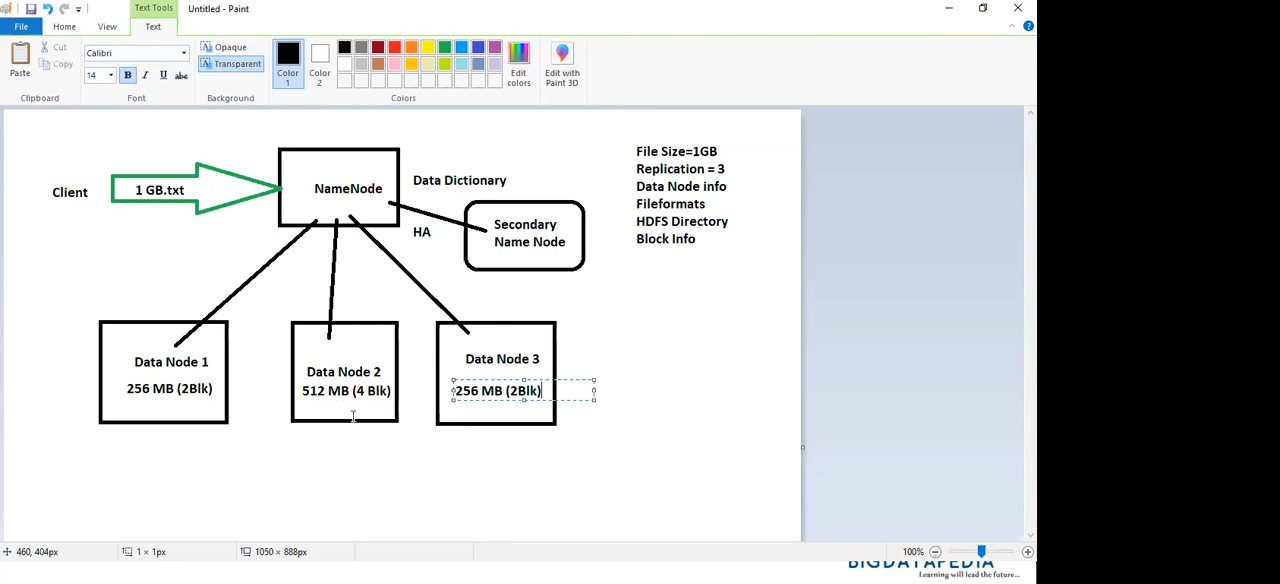 Text Tools
Untitled - Paint
File
Home
View
Text
Paste
Cut
Copy
Clipboard
Calibri
14
B
I
U
abc
Font
A Opaque
A Transparent
Background
Color
1
Color
2
Edit
colors
Edit with
Paint 3D
Colors
Client
1 GB.txt
NameNode
Data Dictionary
HA
Secondary
Name Node
File Size=1GB
Replication = 3
Data Node info
Fileformats
HDFS Directory
Block Info
Data Node 1
256 MB (2Blk)
Data Node 2
512 MB (4 Blk)
Data Node 3
256 MB (2Blk)
460, 404px
1 × 1px
1050 × 888px
100%
BIGDATAPEDIA
Learning will lead the future...